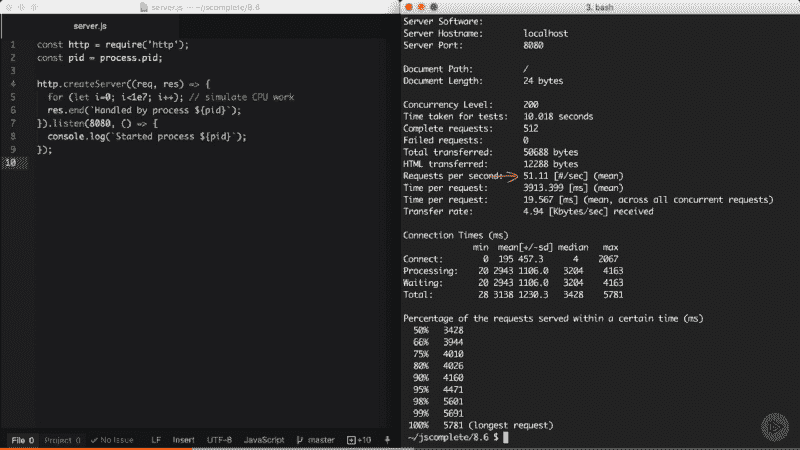 server.js — ~/jscomplete/8.6
server.js
1 const http = require('http');
2 const pid = process.pid;
3
4 http.createServer((req, res) => {
5 for (let i=0; i<1e7; i++); // simulate CPU work
6 res.end(`Handled by process ${pid}`);
7 }).listen(8080, () => {
8 console.log(`Started process ${pid}`);
9 });
10
File 0 Project 0 No Issue LF Insert UTF-8 JavaScript master +10
3. bash
Server Software:
Server Hostname: localhost
Server Port: 8080
Document Path: /
Document Length: 24 bytes
Concurrency Level: 200
Time taken for tests: 10.018 seconds
Complete requests: 512
Failed requests: 0
Total transferred: 50688 bytes
HTML transferred: 12288 bytes
Requests per second: 51.11 [#/sec] (mean)
Time per request: 3913.399 [ms] (mean)
Time per request: 19.567 [ms] (mean, across all concurrent requests)
Transfer rate: 4.94 [Kbytes/sec] received
Connection Times (ms)
min mean[+/-sd] median max
Connect: 0 195 457.3 4 2067
Processing: 20 2943 1106.0 3204 4163
Waiting: 20 2943 1106.0 3204 4163
Total: 28 3138 1230.3 3428 5781
Percentage of the requests served within a certain time (ms)
50% 3428
66% 3944
75% 4010
80% 4026
90% 4160
95% 4471
98% 5601
99% 5691
100% 5781 (longest request)
~/jscomplete/8.6 $